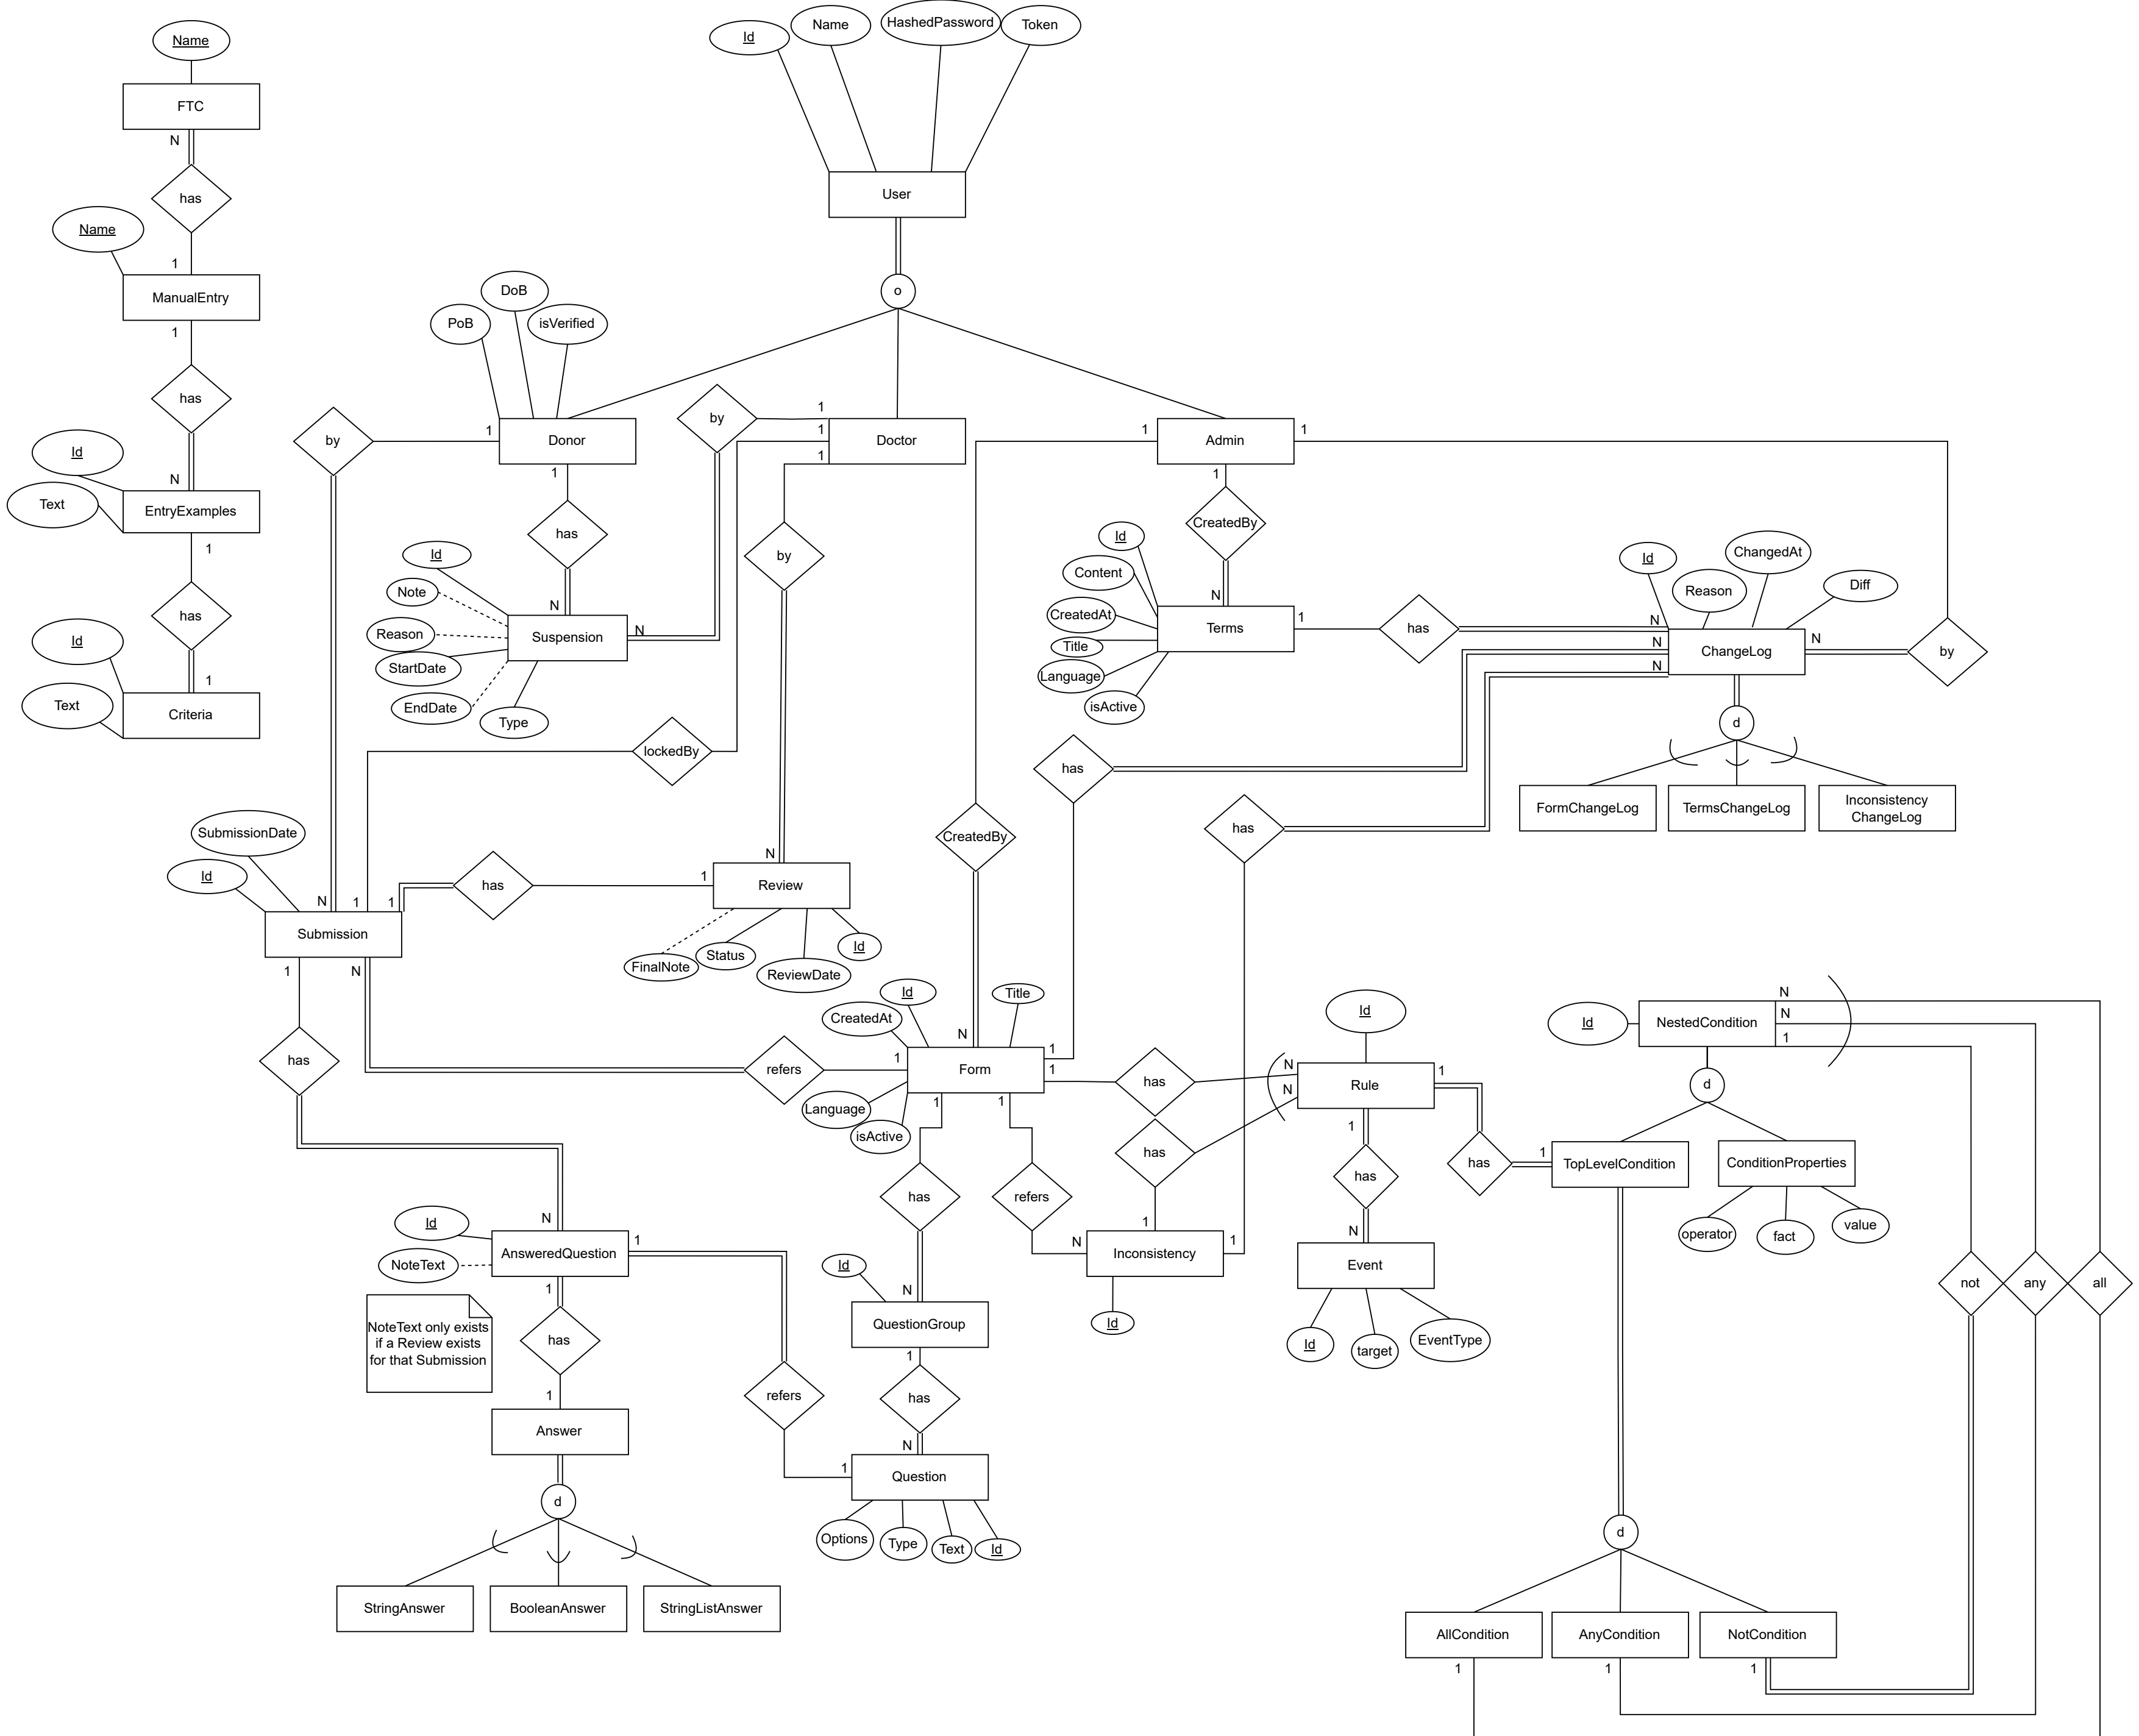 Id
Name
HashedPassword
Token
Name
FTC
N
has
User
Name
1
ManualEntry
1
o
DoB
PoB
isVerified
has
by
1
by
1
Donor
1
Doctor
1
Admin
1
1
Id
N
Text
EntryExamples
1
1
1
has
CreatedBy
Id
Content
Id
ChangedAt
Reason
Diff
Id
Note
by
N
N
CreatedAt
has
Reason
Suspension
N
Title
Terms
1
has
N
N
N
ChangeLog
N
by
Id
StartDate
Language
1
Text
Criteria
EndDate
Type
isActive
d
lockedBy
has
FormChangeLog
TermsChangeLog
Inconsistency
ChangeLog
SubmissionDate
has
CreatedBy
N
Id
has
1
Review
N
1
1
Submission
FinalNote
Status
ReviewDate
Id
1
N
Id
Title
CreatedAt
N
Id
N
N
1
Id
NestedCondition
has
refers
1
Form
1
1
has
N
N
Rule
1
d
Language
isActive
1
1
1
has
has
has
1
TopLevelCondition
ConditionProperties
has
refers
operator
fact
value
Id
N
AnsweredQuestion
1
NoteText
1
N
1
Inconsistency
1
N
Event
Id
N
QuestionGroup
1
Id
Id
target
EventType
not
any
all
NoteText only exists
if a Review exists
for that Submission
has
1
Answer
refers
has
N
1
Question
d
Options
Type
Text
Id
d
StringAnswer
BooleanAnswer
StringListAnswer
AllCondition
AnyCondition
NotCondition
1
1
1